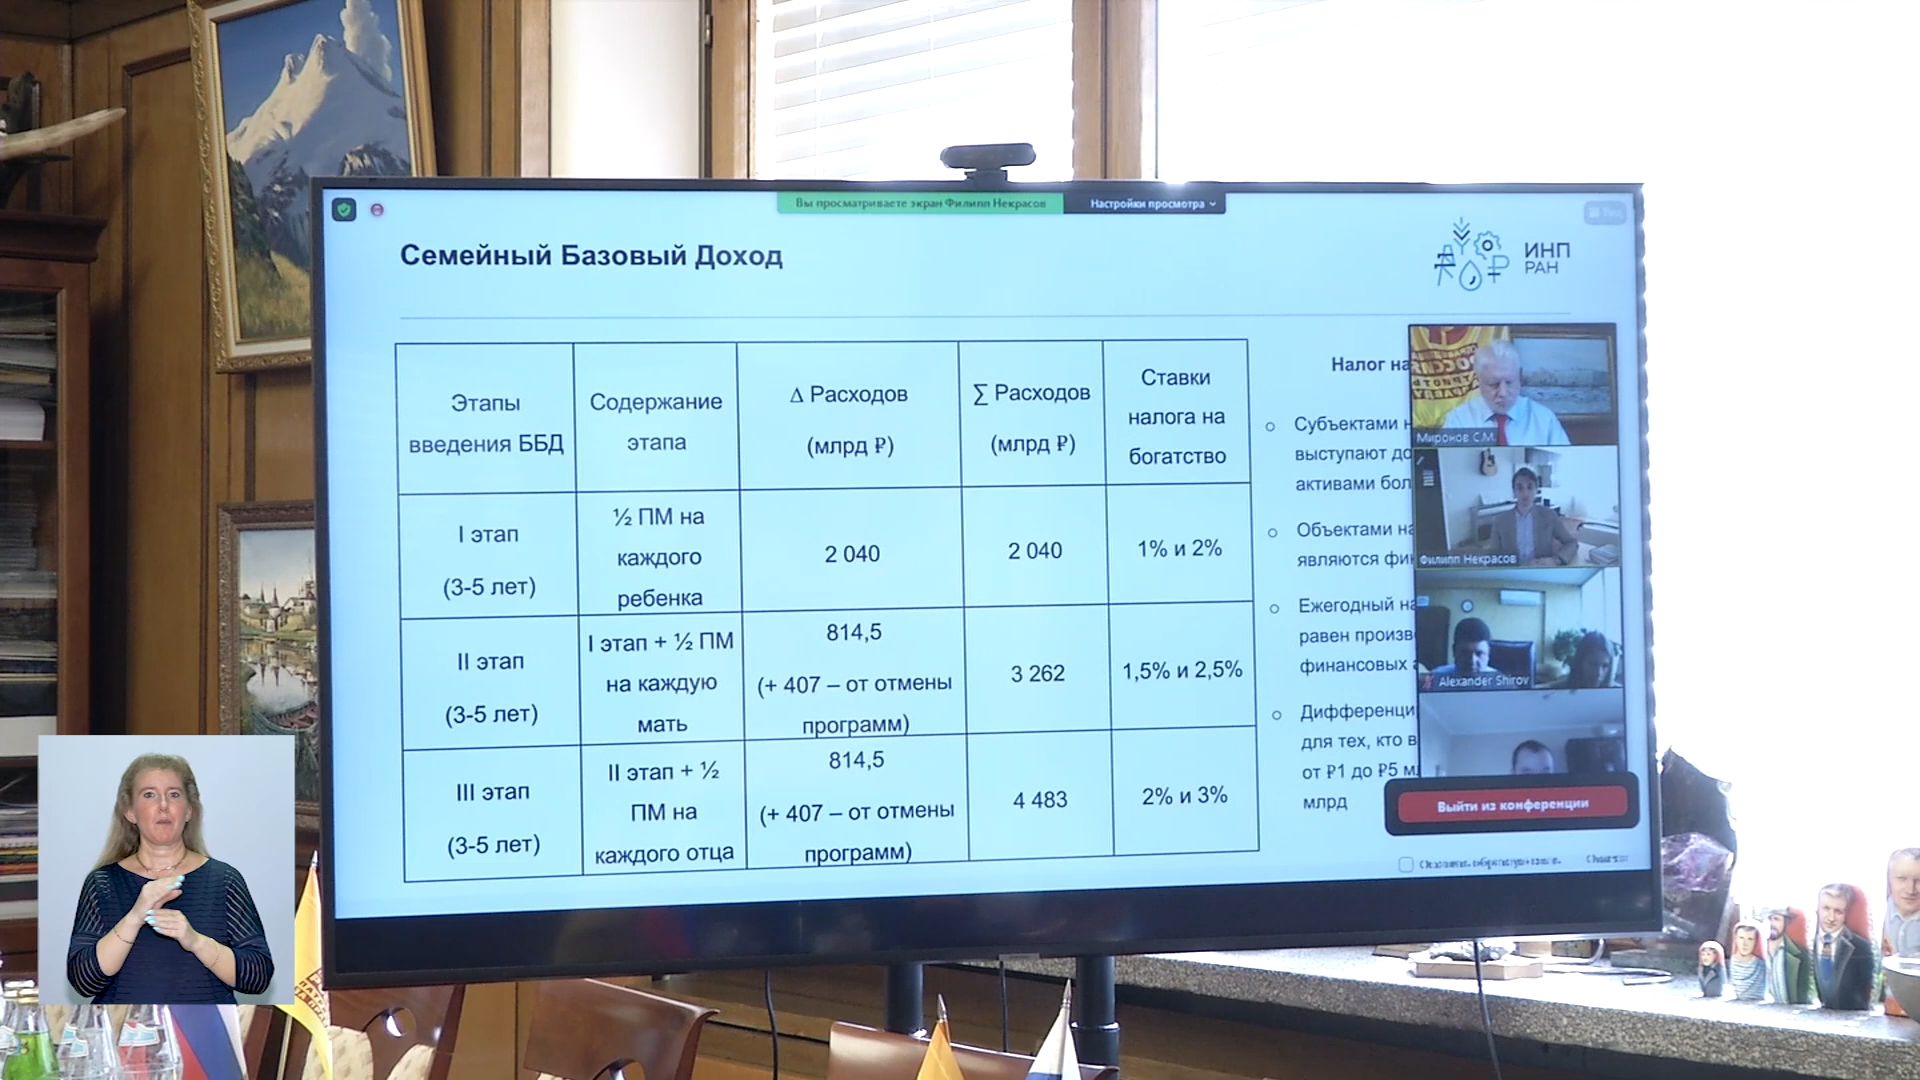 Вы просматриваете экран Филипп Некрасов
Настройки просмотра
Семейный Базовый Доход
ИНП
РАН
Этапы
введения ББД
Содержание
этапа
Δ Расходов
(млрд ₽)
∑ Расходов
(млрд ₽)
Ставки
налога на
богатство
I этап
(3-5 лет)
½ ПМ на
каждого
ребенка
2 040
2 040
1% и 2%
II этап
(3-5 лет)
I этап + ½ ПМ
на каждую
мать
814,5
(+ 407 – от отмены
программ)
3 262
1,5% и 2,5%
III этап
(3-5 лет)
II этап + ½
ПМ на
каждого отца
814,5
(+ 407 – от отмены
программ)
4 483
2% и 3%
Налог на
Субъектами н
выступают до
активами бол
Объектами на
являются фин
Ежегодный на
равен произв
финансовых
Дифференци
для тех, кто в
от ₽1 до ₽5 м
млрд
Миронов С.М.
Филипп Некрасов
Alexander Shirov
Выйти из конференции